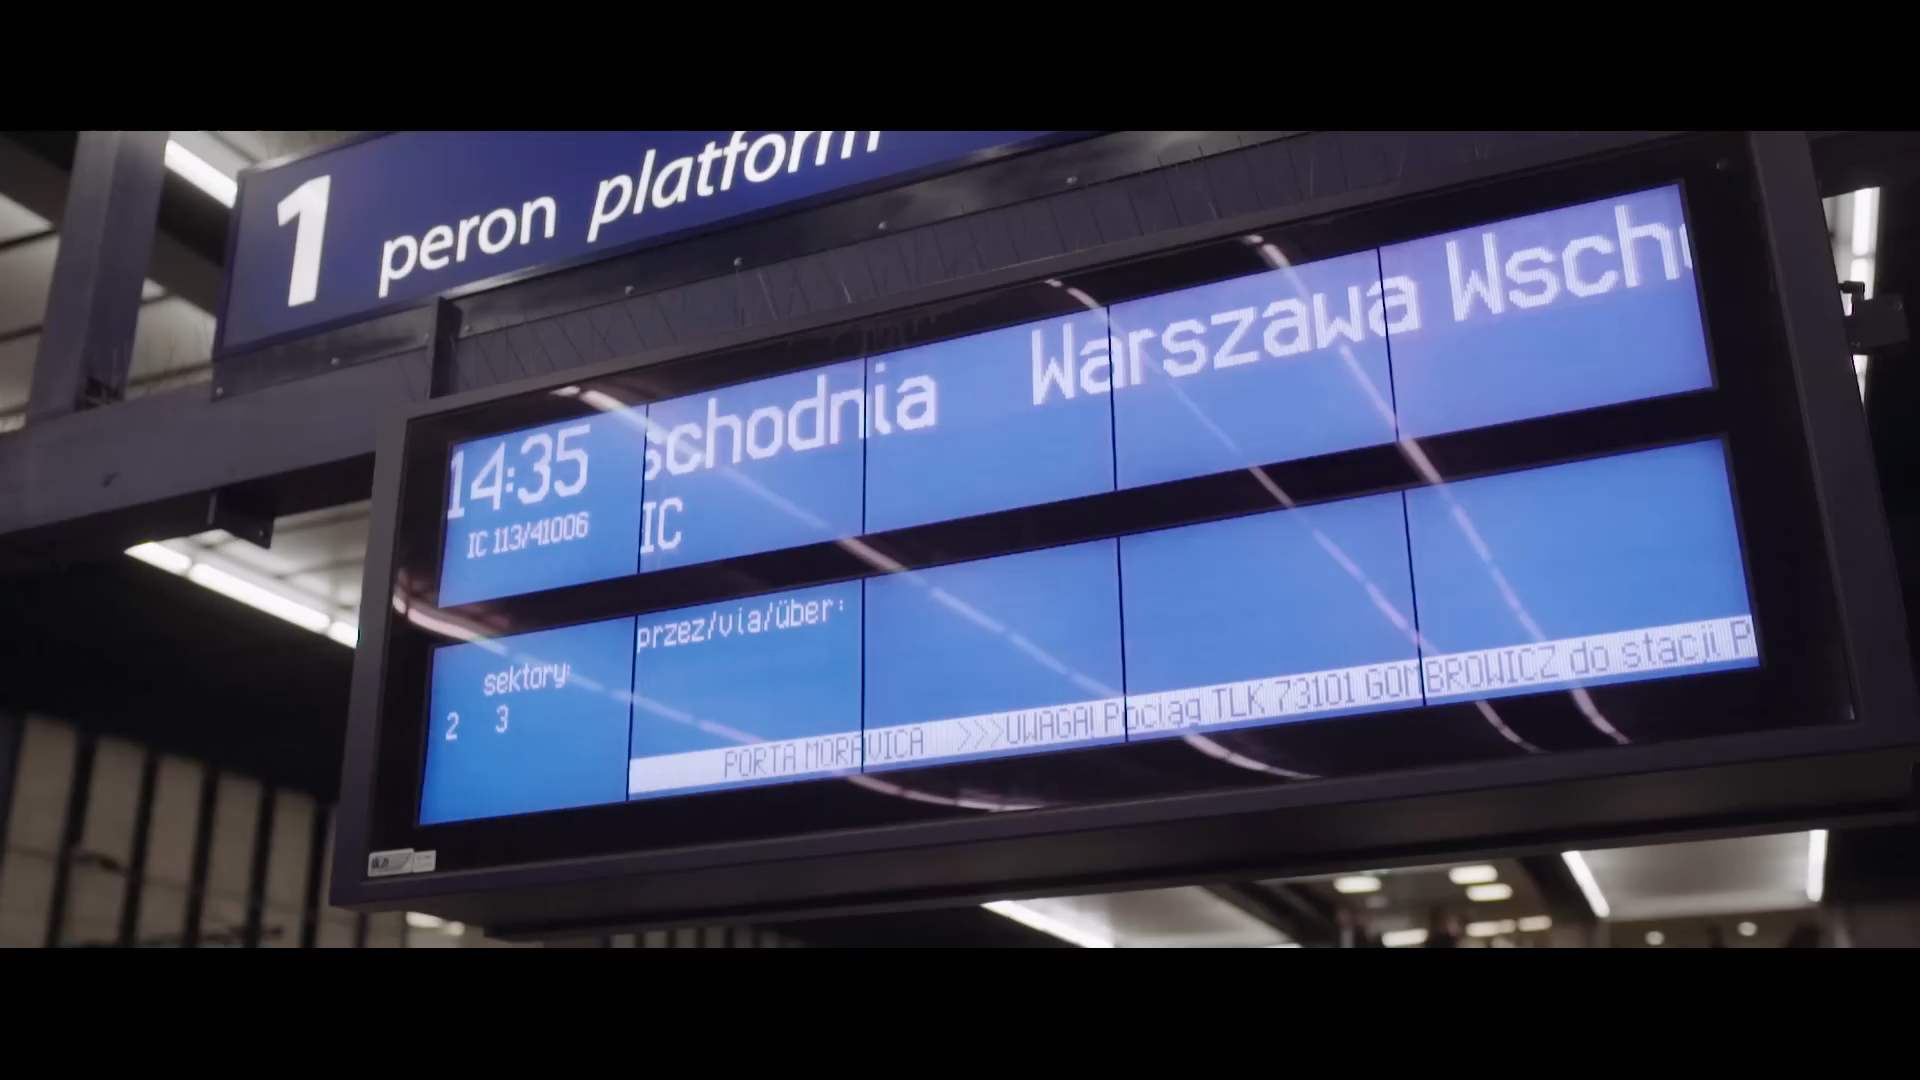 1 peron platform
14:35 schodnia Warszawa Wscho
IC 113/41006 IC
sektory: przez/via/über:
2 3
PORTA MORAVICA >>>UWAGA! Pociąg TLK 73101 GOMBROWICZ do stacji P